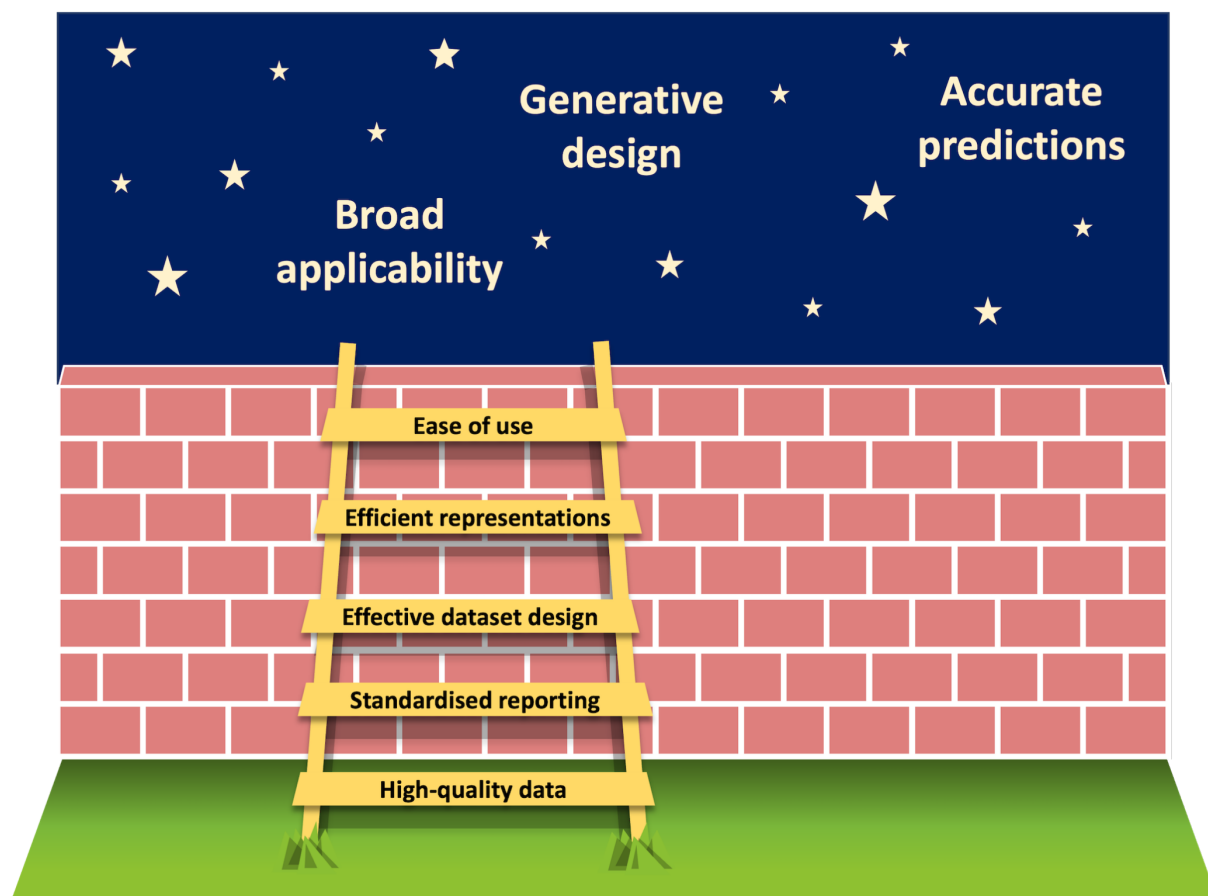 Generative
design
Accurate
predictions
Broad
applicability
Ease of use
Efficient representations
Effective dataset design
Standardised reporting
High-quality data